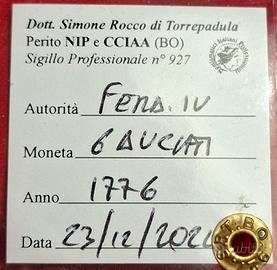 Dott. Simone Rocco di Torrepadula
Perito NIP e CCIAA (BO)
Sigillo Professionale n° 927
Autorità FERD. IV
Moneta 6 DUCATI
Anno 1776
Data 23/12/202